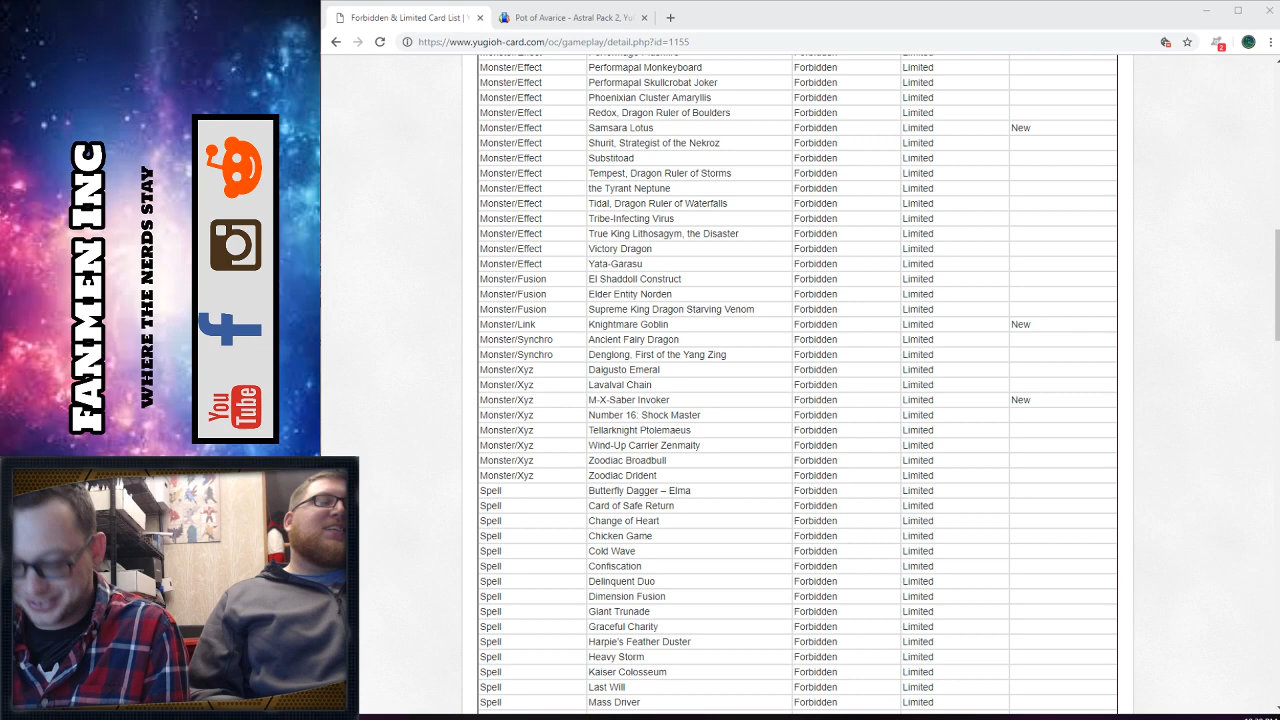 Forbidden & Limited Card List | Y
Pot of Avarice - Astral Pack 2, Yu
https://www.yugioh-card.com/oc/gameplay/detail.php?id=1155
2
FANMEN INC
WHERE THE NERDS STAY
You Tube
Monster/Effect Performapal Monkeyboard Forbidden Limited
Monster/Effect Performapal Skullcrobat Joker Forbidden Limited
Monster/Effect Phoenixian Cluster Amaryllis Forbidden Limited
Monster/Effect Redox, Dragon Ruler of Boulders Forbidden Limited
Monster/Effect Samsara Lotus Forbidden Limited New
Monster/Effect Shurit, Strategist of the Nekroz Forbidden Limited
Monster/Effect Substitoad Forbidden Limited
Monster/Effect Tempest, Dragon Ruler of Storms Forbidden Limited
Monster/Effect the Tyrant Neptune Forbidden Limited
Monster/Effect Tidal, Dragon Ruler of Waterfalls Forbidden Limited
Monster/Effect Tribe-Infecting Virus Forbidden Limited
Monster/Effect True King Lithosagym, the Disaster Forbidden Limited
Monster/Effect Victory Dragon Forbidden Limited
Monster/Effect Yata-Garasu Forbidden Limited
Monster/Fusion El Shaddoll Construct Forbidden Limited
Monster/Fusion Elder Entity Norden Forbidden Limited
Monster/Fusion Supreme King Dragon Starving Venom Forbidden Limited
Monster/Link Knightmare Goblin Forbidden Limited New
Monster/Synchro Ancient Fairy Dragon Forbidden Limited
Monster/Synchro Denglong, First of the Yang Zing Forbidden Limited
Monster/Xyz Daigusto Emeral Forbidden Limited
Monster/Xyz Lavalval Chain Forbidden Limited
Monster/Xyz M-X-Saber Invoker Forbidden Limited New
Monster/Xyz Number 16: Shock Master Forbidden Limited
Monster/Xyz Tellarknight Ptolemaeus Forbidden Limited
Monster/Xyz Wind-Up Carrier Zenmaity Forbidden Limited
Monster/Xyz Zoodiac Broadbull Forbidden Limited
Monster/Xyz Zoodiac Drident Forbidden Limited
Spell Butterfly Dagger – Elma Forbidden Limited
Spell Card of Safe Return Forbidden Limited
Spell Change of Heart Forbidden Limited
Spell Chicken Game Forbidden Limited
Spell Cold Wave Forbidden Limited
Spell Confiscation Forbidden Limited
Spell Delinquent Duo Forbidden Limited
Spell Dimension Fusion Forbidden Limited
Spell Giant Trunade Forbidden Limited
Spell Graceful Charity Forbidden Limited
Spell Harpie's Feather Duster Forbidden Limited
Spell Heavy Storm Forbidden Limited
Spell Kaiser Colosseum Forbidden Limited
Spell Last Will Forbidden Limited
Spell Mass Driver Forbidden Limited